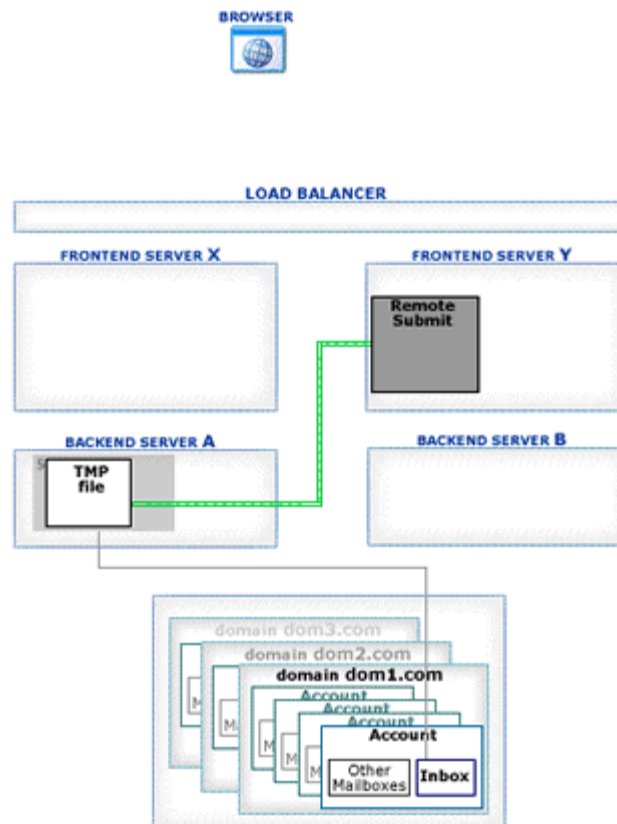 BROWSER
LOAD BALANCER
FRONTEND SERVER X
FRONTEND SERVER Y
Remote
Submit
BACKEND SERVER A
BACKEND SERVER B
S
TMP
file
domain dom3.com
domain dom2.com
domain dom1.com
Account
Account
Account
Account
M
M
M
M
M
Other
Mailboxes
Inbox